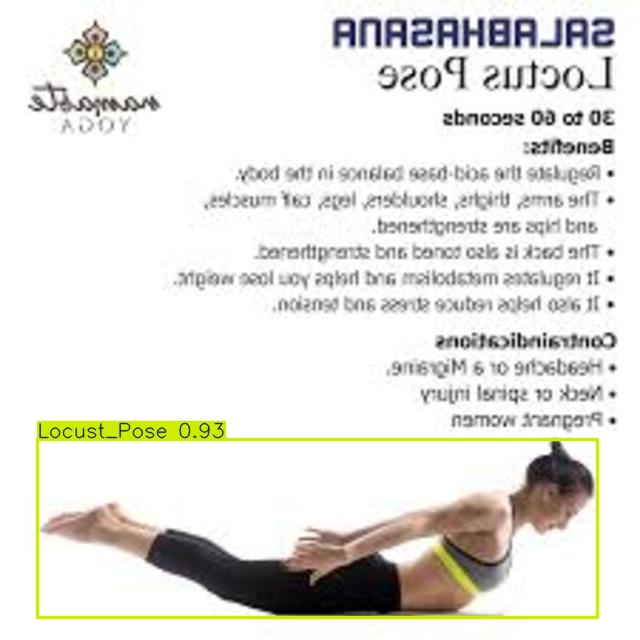 SALABHASANA
Loctus Pose
namaste
YOGA
30 to 60 seconds
Benefits:
• Regulate the acid-base balance in the body.
• The arms, thighs, shoulders, legs, calf muscles,
and hips are strengthened.
• The back is also toned and strengthened.
• It regulates metabolism and helps you lose weight.
• It also helps reduce stress and tension.
Contraindications
• Headache or a Migraine.
• Neck or spinal injury
• Pregnant women
Locust_Pose 0.93